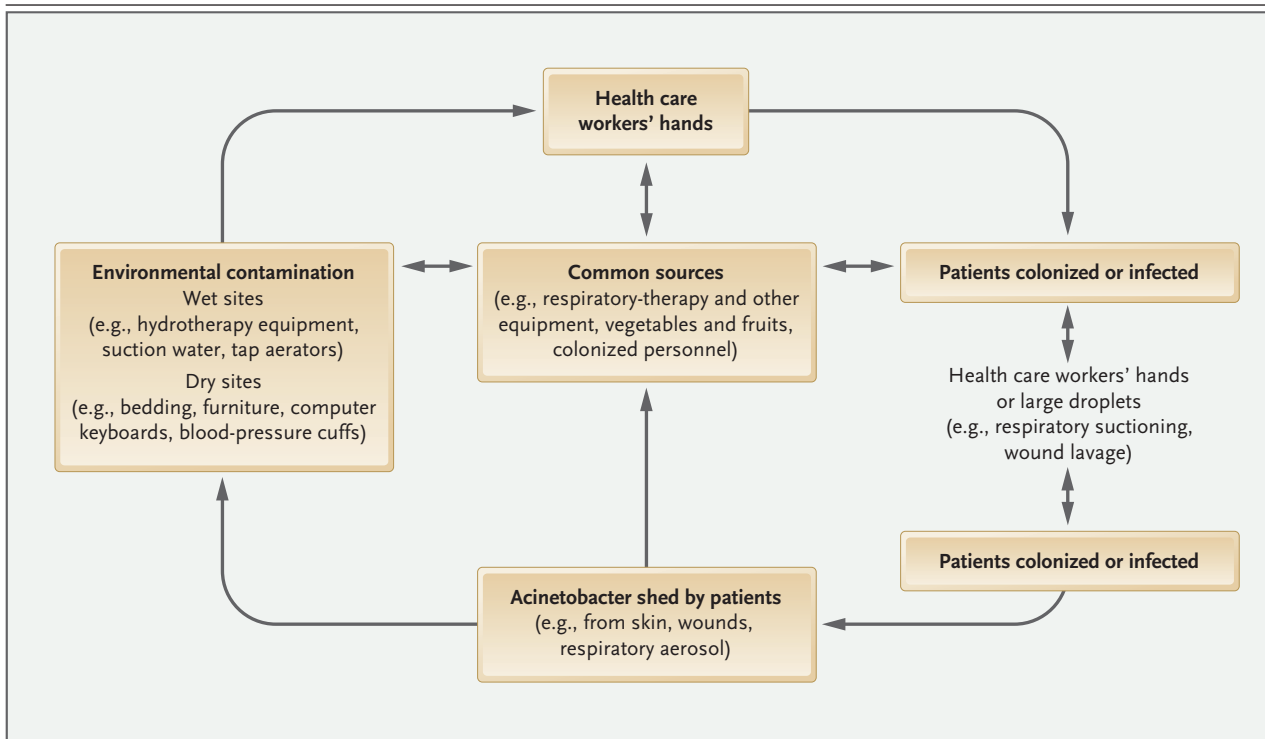 Health care
workers’ hands
Environmental contamination
Wet sites
(e.g., hydrotherapy equipment,
suction water, tap aerators)
Dry sites
(e.g., bedding, furniture, computer
keyboards, blood-pressure cuffs)
Common sources
(e.g., respiratory-therapy and other
equipment, vegetables and fruits,
colonized personnel)
Patients colonized or infected
Health care workers’ hands
or large droplets
(e.g., respiratory suctioning,
wound lavage)
Patients colonized or infected
Acinetobacter shed by patients
(e.g., from skin, wounds,
respiratory aerosol)